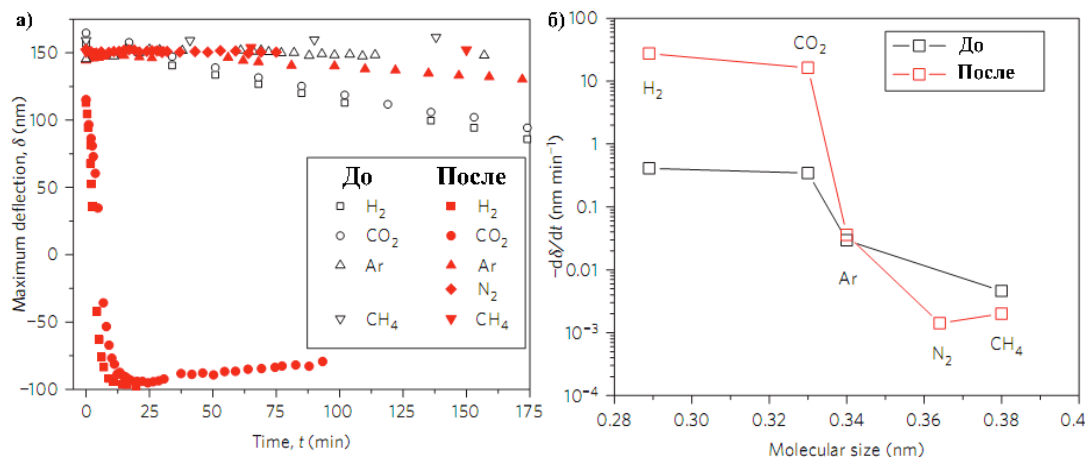 а)
Maximum deflection, δ (nm)
150
100
50
0
−50
−100
0
25
50
75
100
125
150
175
Time, t (min)
До После
H₂ H₂
CO₂ CO₂
Ar Ar
N₂
CH₄ CH₄
б)
−dδ/dt (nm min⁻¹)
100
10
1
0.1
0.01
10⁻³
10⁻⁴
0.28
0.30
0.32
0.34
0.36
0.38
0.4
Molecular size (nm)
До
После
H₂
CO₂
Ar
N₂
CH₄